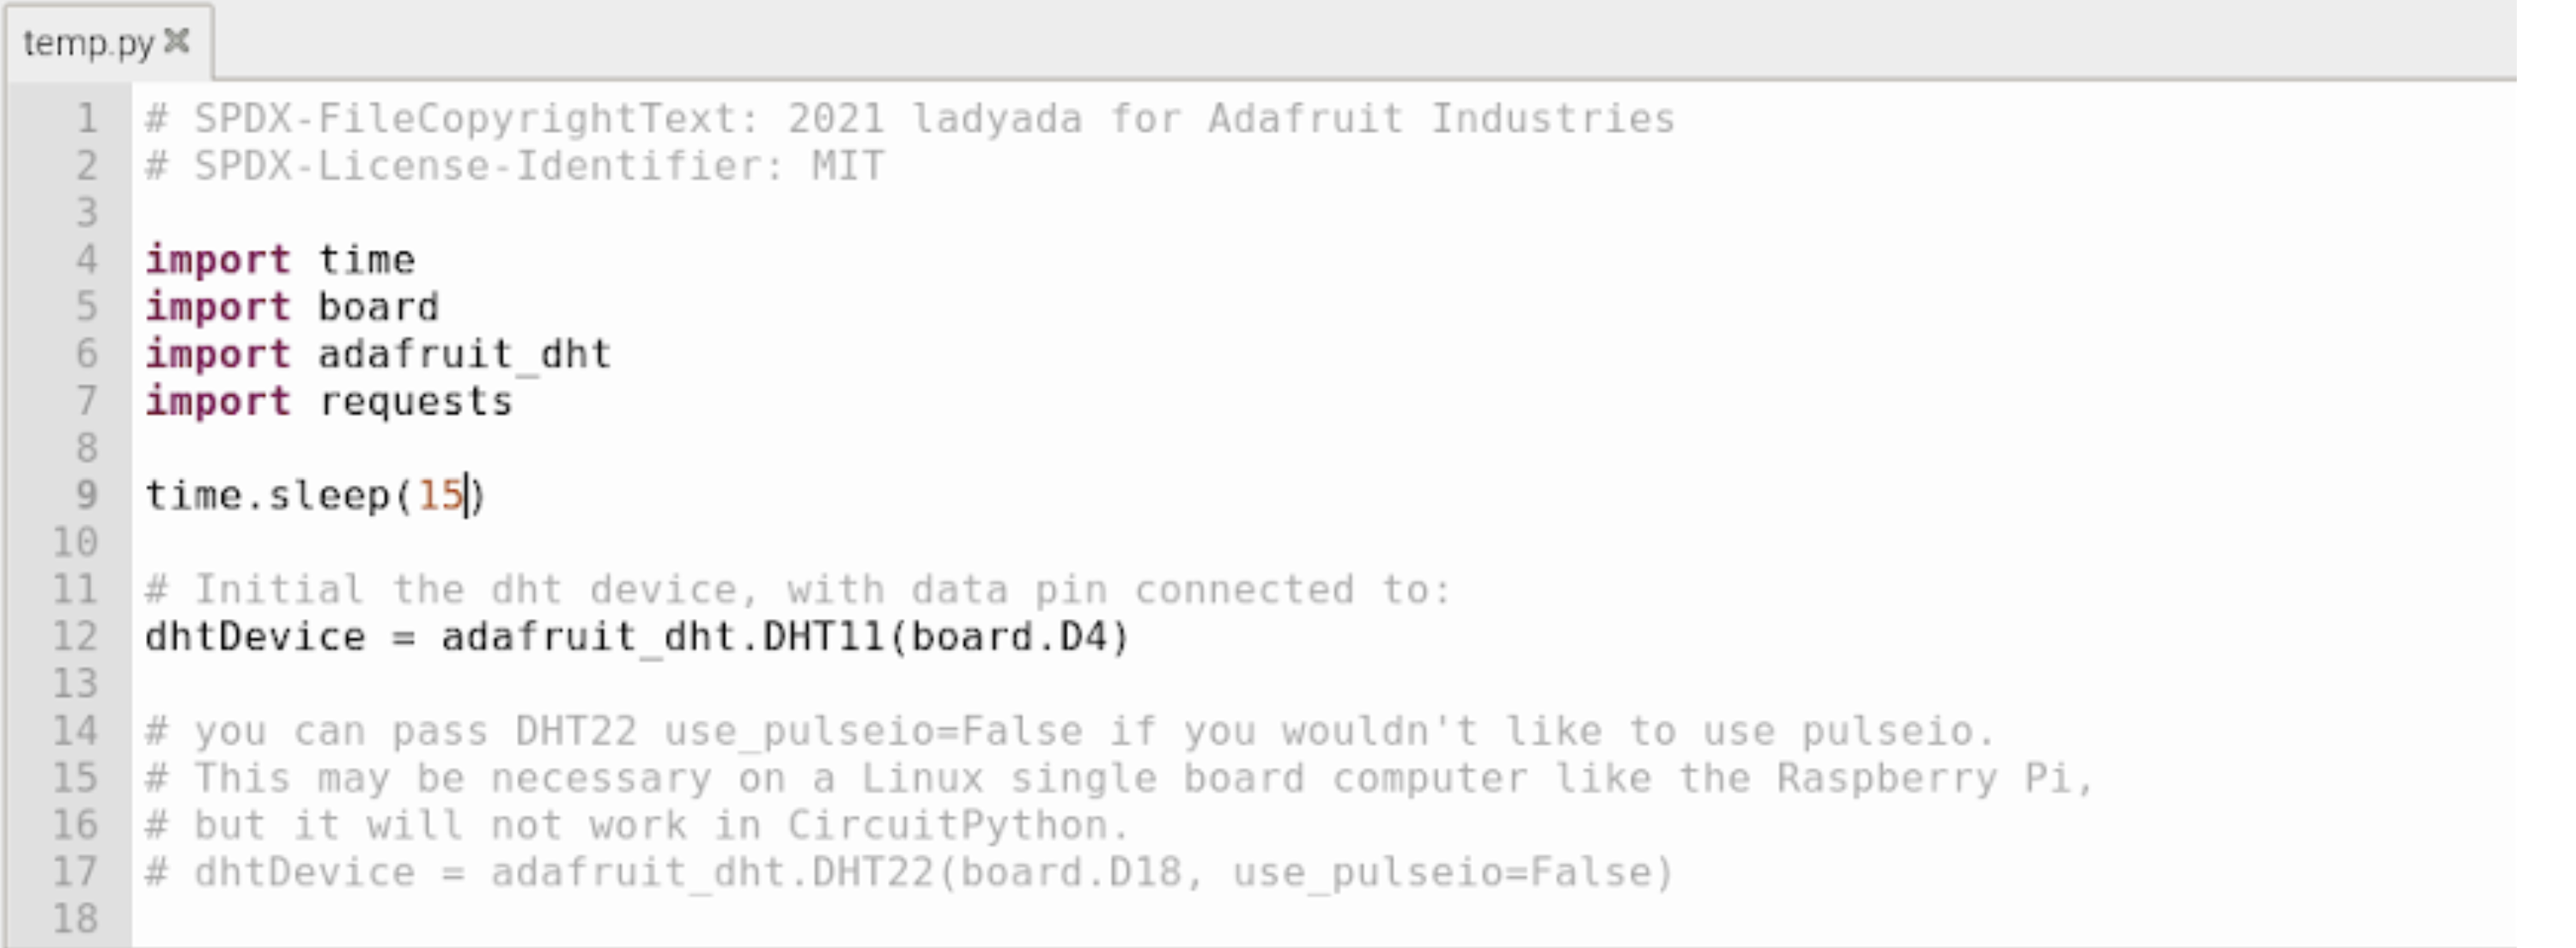 temp.py
1 # SPDX-FileCopyrightText: 2021 ladyada for Adafruit Industries
2 # SPDX-License-Identifier: MIT
3
4 import time
5 import board
6 import adafruit_dht
7 import requests
8
9 time.sleep(15)
10
11 # Initial the dht device, with data pin connected to:
12 dhtDevice = adafruit_dht.DHT11(board.D4)
13
14 # you can pass DHT22 use_pulseio=False if you wouldn't like to use pulseio.
15 # This may be necessary on a Linux single board computer like the Raspberry Pi,
16 # but it will not work in CircuitPython.
17 # dhtDevice = adafruit_dht.DHT22(board.D18, use_pulseio=False)
18